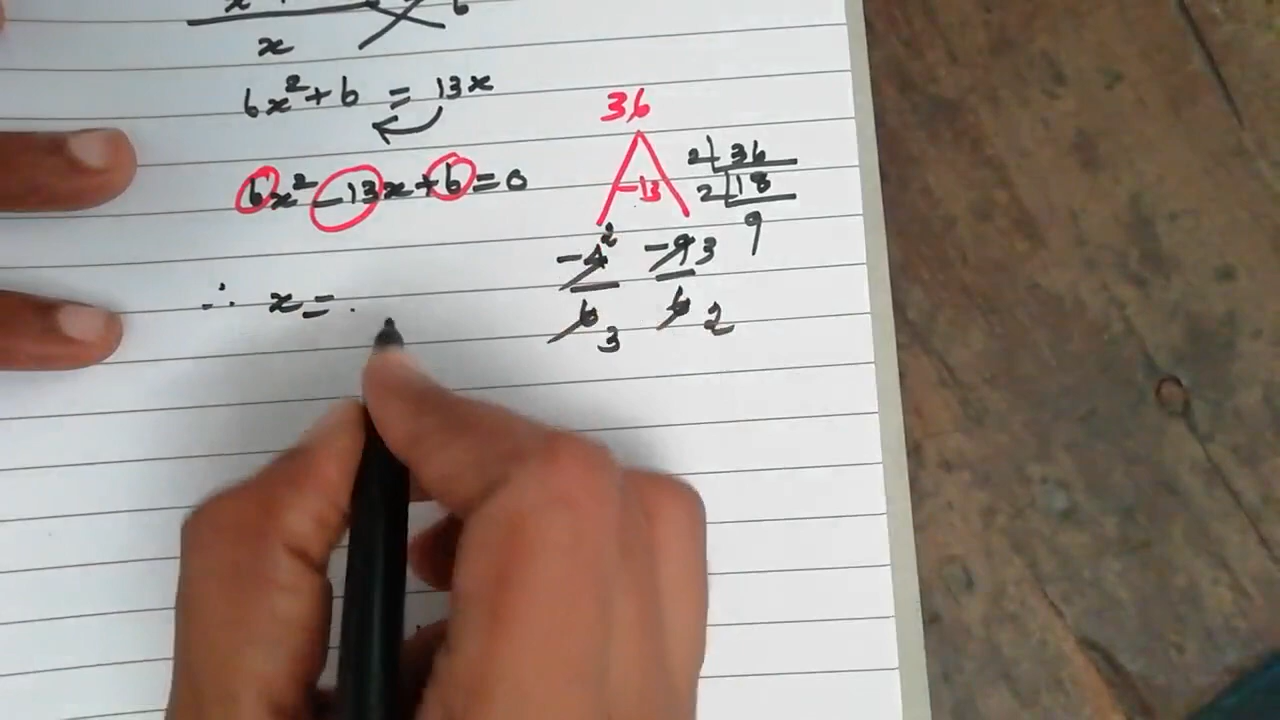 x
6x²+6 = 13x
36
6x²-13x+6=0
-13
2 36
2 18
9
-4 2 -9 3
6 3 6 2
∴ x = .